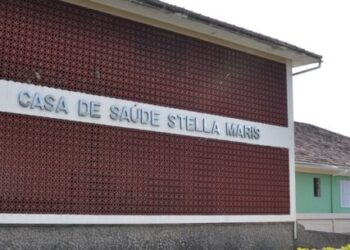 CASA DE SAÚDE STELLA MARIS